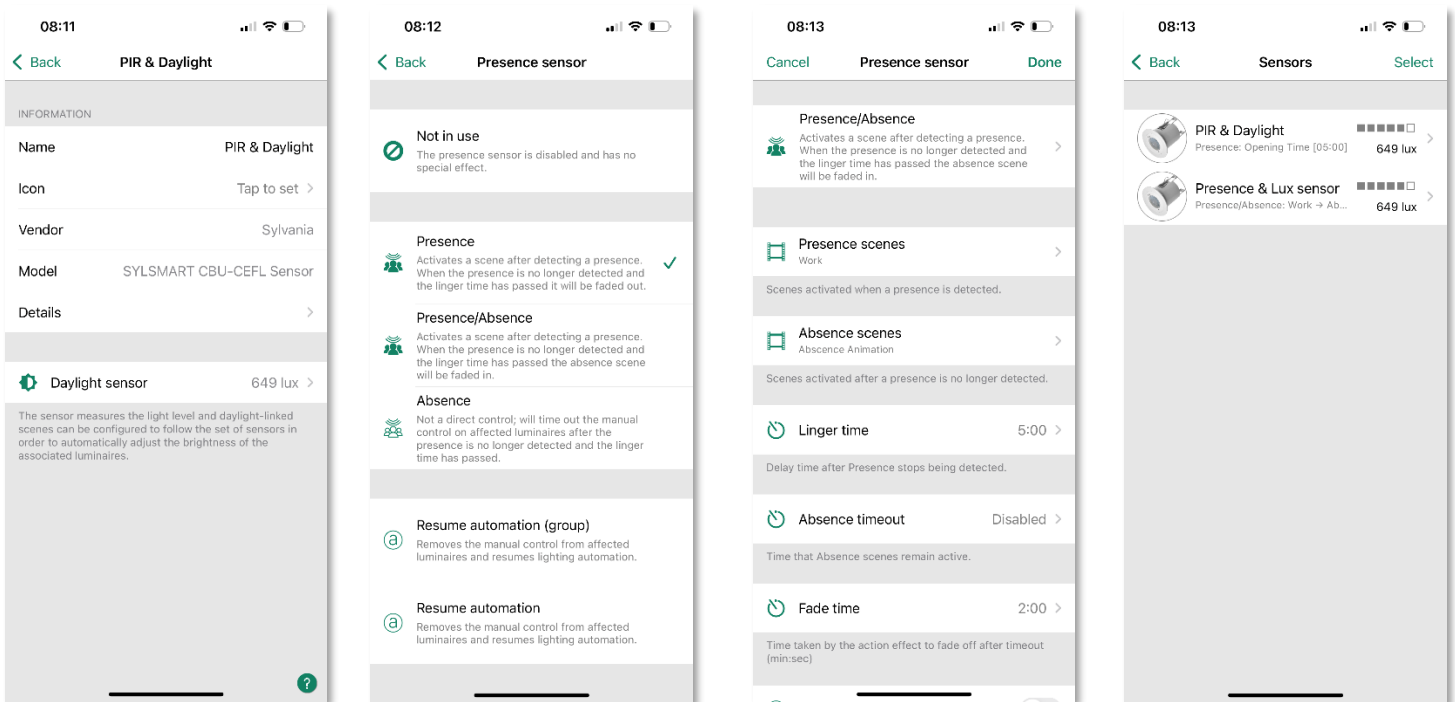 08:11
Back
PIR & Daylight
INFORMATION
Name
PIR & Daylight
Icon
Tap to set
Vendor
Sylvania
Model
SYLSMART CBU-CEFL Sensor
Details
Daylight sensor
649 lux
The sensor measures the light level and daylight-linked
scenes can be configured to follow the set of sensors in
order to automatically adjust the brightness of the
associated luminaires.
?
08:12
Back
Presence sensor
Not in use
The presence sensor is disabled and has no
special effect.
Presence
Activates a scene after detecting a presence.
When the presence is no longer detected and
the linger time has passed it will be faded out.
Presence/Absence
Activates a scene after detecting a presence.
When the presence is no longer detected and
the linger time has passed the absence scene
will be faded in.
Absence
Not a direct control; will time out the manual
control on affected luminaires after the
presence is no longer detected and the linger
time has passed.
a
Resume automation (group)
Removes the manual control from affected
luminaires and resumes lighting automation.
a
Resume automation
Removes the manual control from affected
luminaires and resumes lighting automation.
08:13
Cancel
Presence sensor
Done
Presence/Absence
Activates a scene after detecting a presence.
When the presence is no longer detected and
the linger time has passed the absence scene
will be faded in.
Presence scenes
Work
Scenes activated when a presence is detected.
Absence scenes
Abscence Animation
Scenes activated after a presence is no longer detected.
Linger time
5:00
Delay time after Presence stops being detected.
Absence timeout
Disabled
Time that Absence scenes remain active.
Fade time
2:00
Time taken by the action effect to fade off after timeout
(min:sec)
08:13
Back
Sensors
Select
PIR & Daylight
Presence: Opening Time [05:00]
649 lux
Presence & Lux sensor
Presence/Absence: Work → Ab...
649 lux